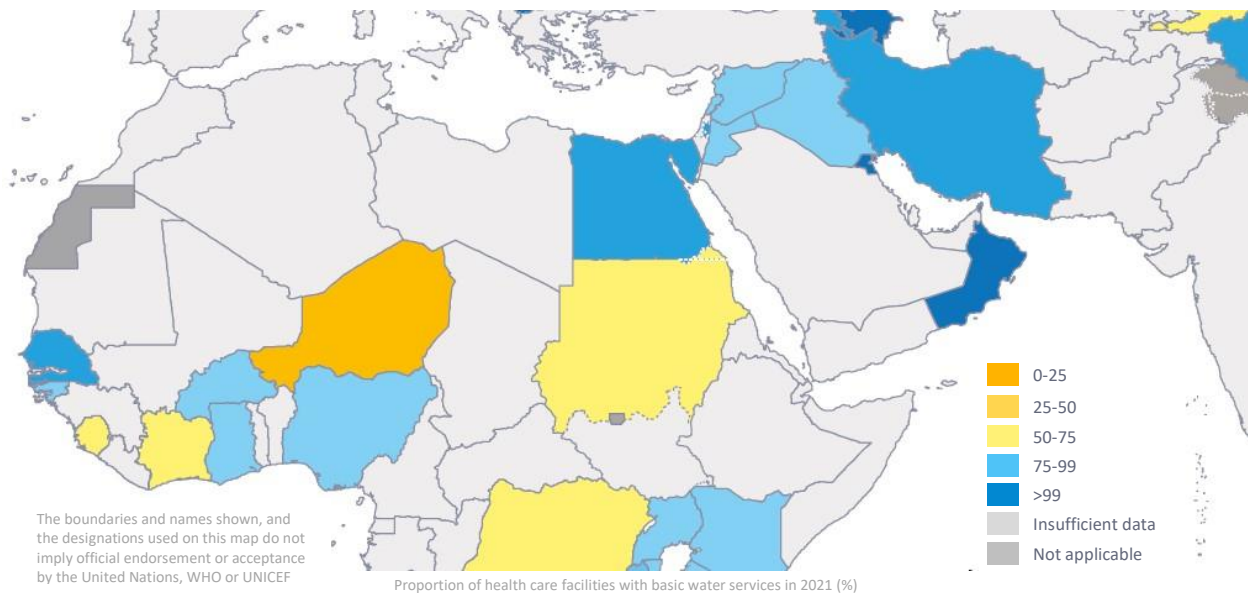 0-25
25-50
50-75
75-99
>99
Insufficient data
Not applicable
The boundaries and names shown, and
the designations used on this map do not
imply official endorsement or acceptance
by the United Nations, WHO or UNICEF
Proportion of health care facilities with basic water services in 2021 (%)